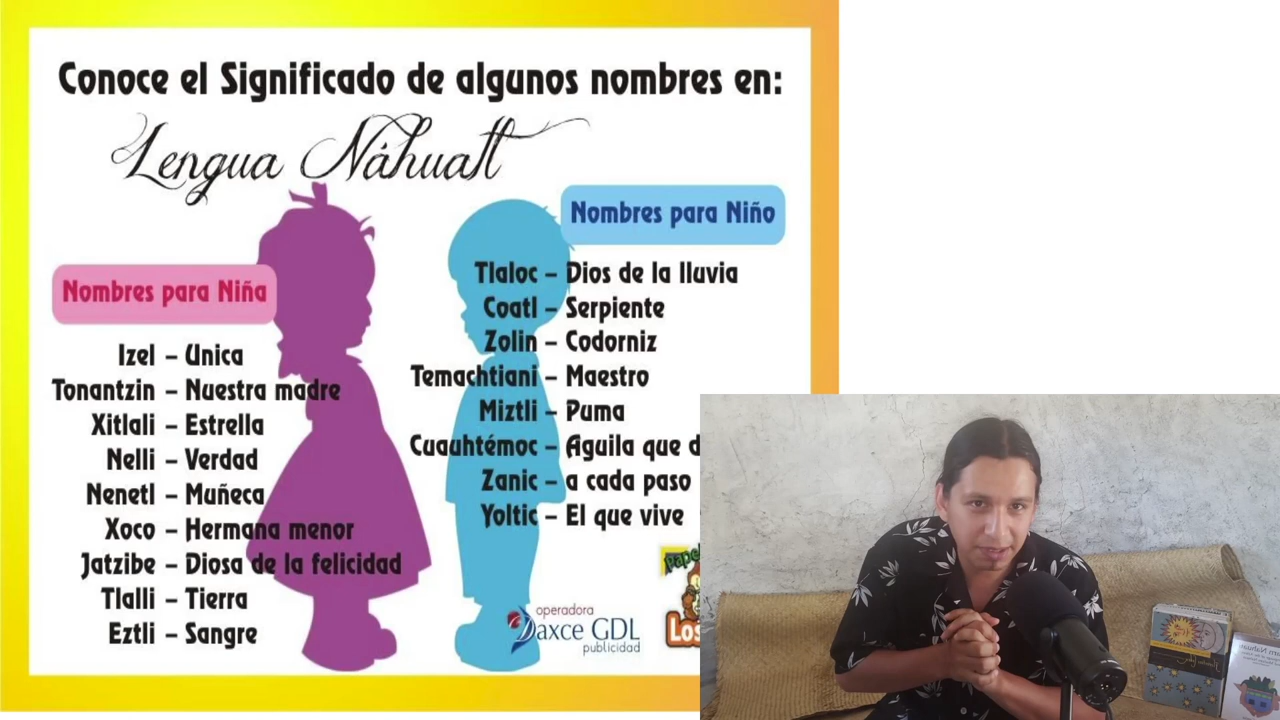 Conoce el Significado de algunos nombres en:
Lengua Náhuatl
Nombres para Niña
Izel – Unica
Tonantzin – Nuestra madre
Xitlali – Estrella
Nelli – Verdad
Nenetl – Muñeca
Xoco – Hermana menor
Jatzibe – Diosa de la felicidad
Tlalli – Tierra
Eztli – Sangre
Nombres para Niño
Tlaloc – Dios de la lluvia
Coatl – Serpiente
Zolin – Codorniz
Temachtiani – Maestro
Miztli – Puma
Cuauhtémoc – Aguila que d
Zanic – a cada paso
Yoltic – El que vive
operadora
Daxce GDL
publicidad
Papel
Los